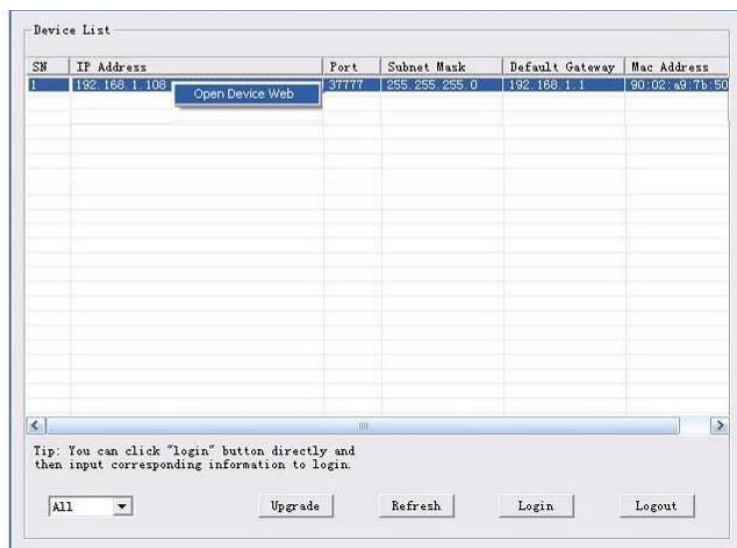 Device List
SN IP Address Port Subnet Mask Default Gateway Mac Address
1 192.168.1.108 37777 255.255.255.0 192.168.1.1 90:02:a9:7b:50
Open Device Web
Tip: You can click "login" button directly and
then input corresponding information to login.
All Upgrade Refresh Login Logout